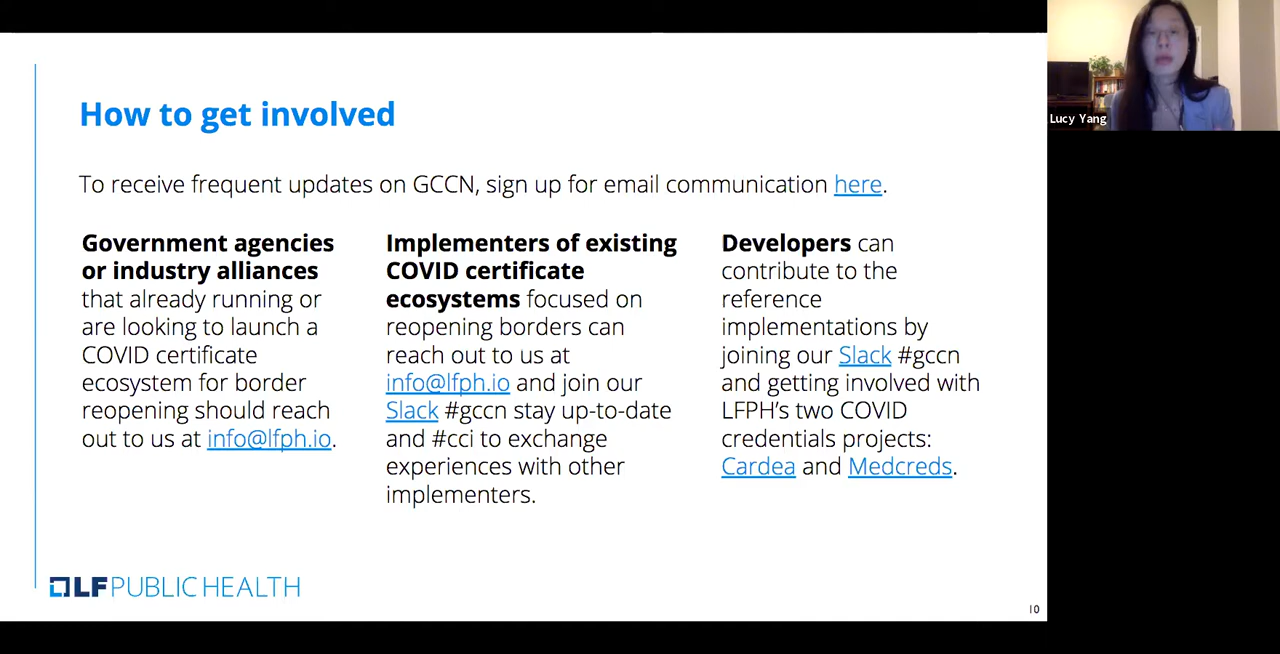 How to get involved
To receive frequent updates on GCCN, sign up for email communication here.
Government agencies
or industry alliances
that already running or
are looking to launch a
COVID certificate
ecosystem for border
reopening should reach
out to us at info@lfph.io.
Implementers of existing
COVID certificate
ecosystems focused on
reopening borders can
reach out to us at
info@lfph.io and join our
Slack #gccn stay up-to-date
and #cci to exchange
experiences with other
implementers.
Developers can
contribute to the
reference
implementations by
joining our Slack #gccn
and getting involved with
LFPH’s two COVID
credentials projects:
Cardea and Medcreds.
LF PUBLIC HEALTH
10
Lucy Yang